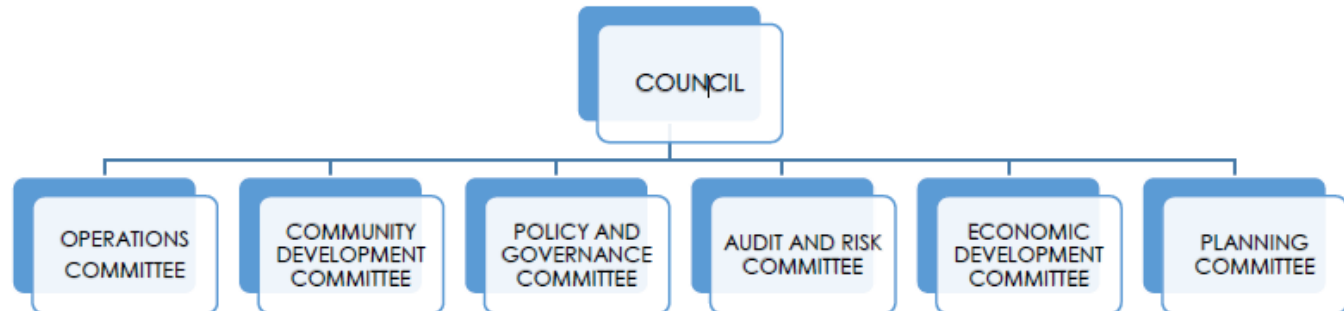 COUNCIL
OPERATIONS
COMMITTEE
COMMUNITY
DEVELOPMENT
COMMITTEE
POLICY AND
GOVERNANCE
COMMITTEE
AUDIT AND RISK
COMMITTEE
ECONOMIC
DEVELOPMENT
COMMITTEE
PLANNING
COMMITTEE